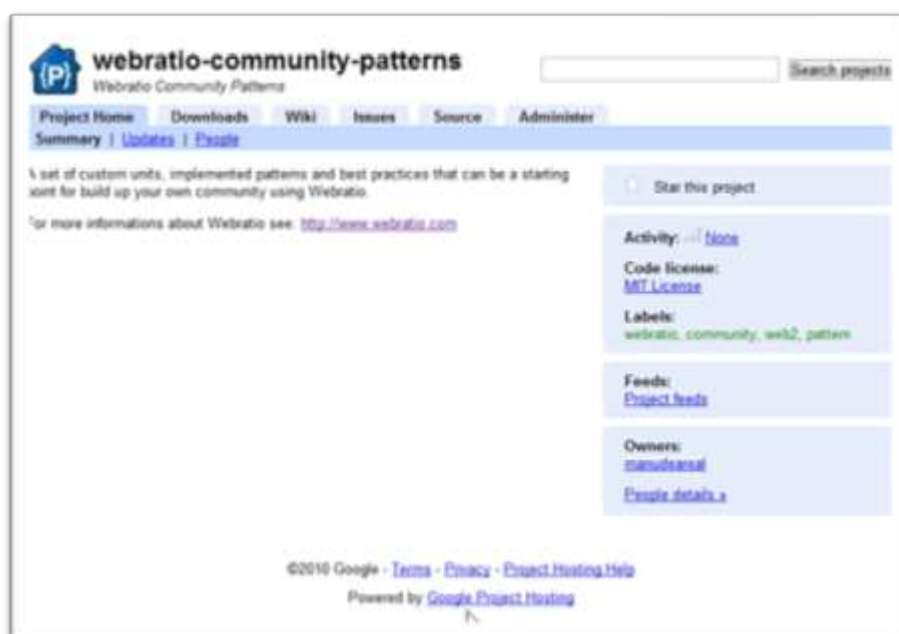 {P}
webratio-community-patterns
Webratio Community Patterns
Search projects
Project Home Downloads Wiki Issues Source Administer
Summary | Updates | People
A set of custom units, implemented patterns and best practices that can be a starting
point for build up your own community using Webratio.
For more informations about Webratio see: http://www.webratio.com
Star this project
Activity: None
Code license:
MIT License
Labels:
webratio, community, web2, pattern
Feeds:
Project feeds
Owners:
People details »
©2010 Google - Terms - Privacy - Project Hosting Help
Powered by Google Project Hosting